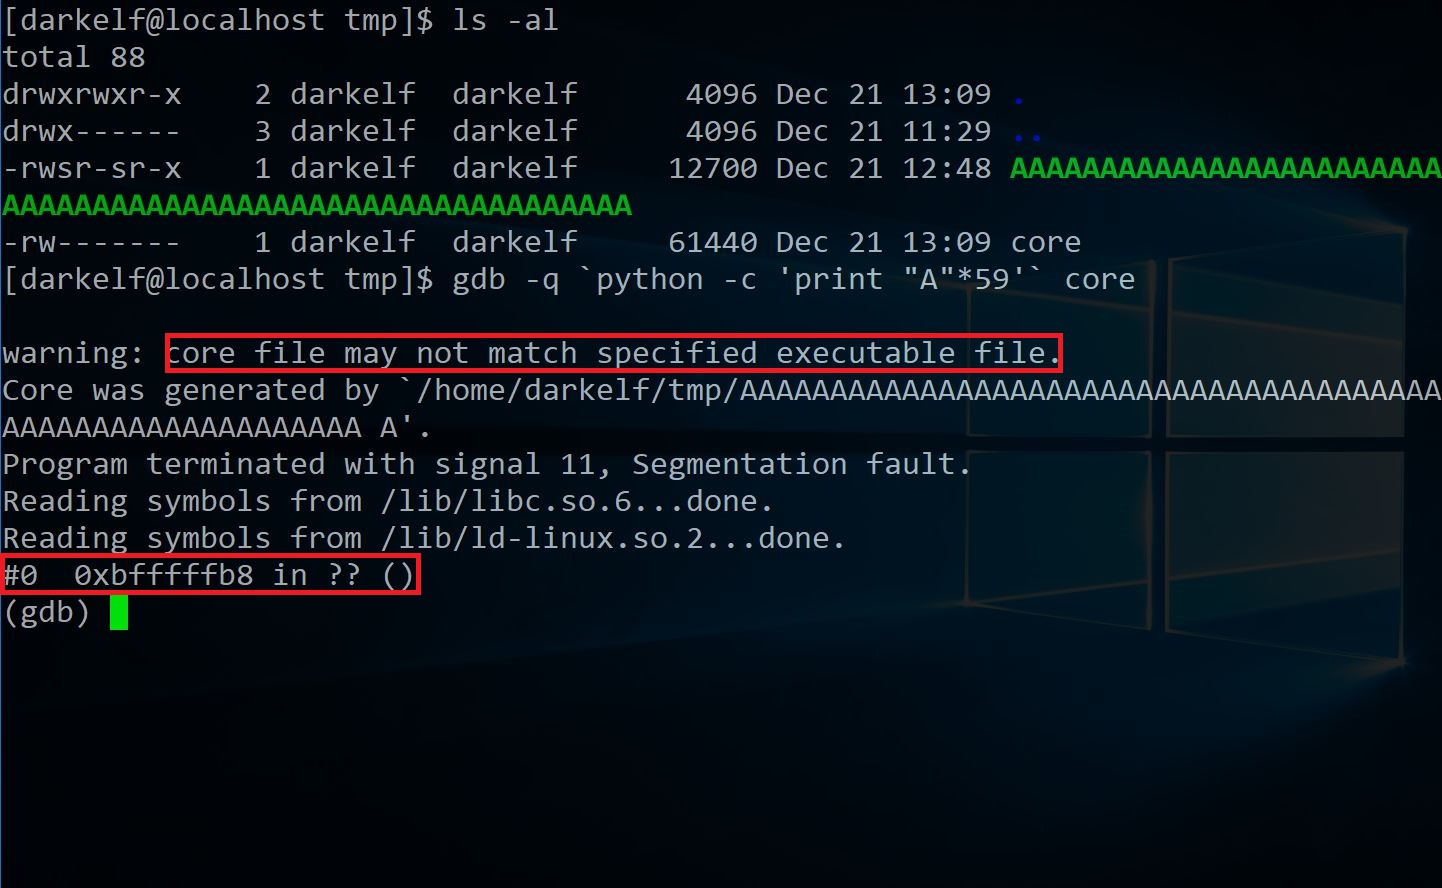 [darkelf@localhost tmp]$ ls -al
total 88
drwxrwxr-x    2 darkelf  darkelf      4096 Dec 21 13:09 .
drwx------    3 darkelf  darkelf      4096 Dec 21 11:29 ..
-rwsr-sr-x    1 darkelf  darkelf     12700 Dec 21 12:48 AAAAAAAAAAAAAAAAAAAAAAAA
AAAAAAAAAAAAAAAAAAAAAAAAAAAAAAAAAAA
-rw-------    1 darkelf  darkelf     61440 Dec 21 13:09 core
[darkelf@localhost tmp]$ gdb -q `python -c 'print "A"*59'` core
warning: core file may not match specified executable file.
Core was generated by `/home/darkelf/tmp/AAAAAAAAAAAAAAAAAAAAAAAAAAAAAAAAAAAAAAA
AAAAAAAAAAAAAAAAAAAA A'.
Program terminated with signal 11, Segmentation fault.
Reading symbols from /lib/libc.so.6...done.
Reading symbols from /lib/ld-linux.so.2...done.
#0  0xbfffffb8 in ?? ()
(gdb)